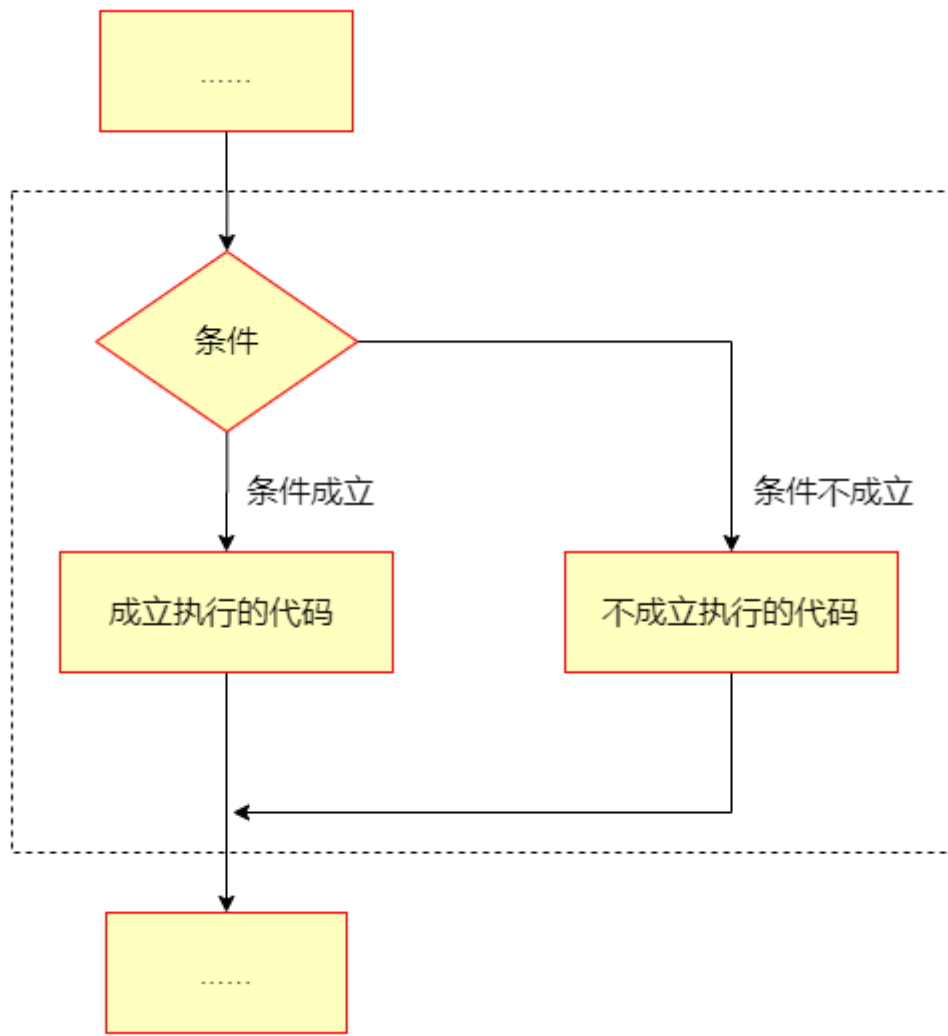 ……
条件
条件成立
条件不成立
成立执行的代码
不成立执行的代码
……